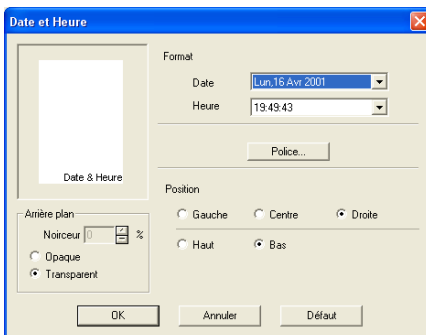 Date et Heure
Format
Date Lun,16 Avr 2001
Heure 19:49:43
Police...
Date & Heure
Position
Gauche Centre Droite
Haut Bas
Arrière plan
Noirceur 0 %
Opaque
Transparent
OK Annuler Défaut